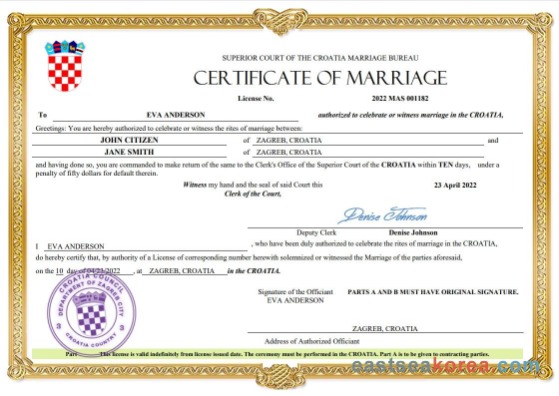 SUPERIOR COURT OF THE CROATIA MARRIAGE BUREAU
CERTIFICATE OF MARRIAGE
License No. 2022 MAS 001182
To EVA ANDERSON authorized to celebrate or witness marriage in the CROATIA,
Greetings: You are hereby authorized to celebrate or witness the rites of marriage between:
JOHN CITIZEN of ZAGREB, CROATIA and
JANE SMITH of ZAGREB, CROATIA
and having done so, you are commanded to make return of the same to the Clerk's Office of the Superior Court of the CROATIA within TEN days, under a
penalty of fifty dollars for default therein.
Witness my hand and the seal of said Court this 23 April 2022
Clerk of the Court,
Denise Johnson
Deputy Clerk Denise Johnson
I EVA ANDERSON , who have been duly authorized to celebrate the rites of marriage in the CROATIA,
do hereby certify that, by authority of a License of corresponding number herewith solemnized or witnessed the Marriage of the parties aforesaid,
on the 10 day of 04/23/2022 , at ZAGREB, CROATIA in the CROATIA.
CROATIA COUNCIL
DEPARTMENT OF ZAGREB CITY
CROATIA COUNTRY
Signature of the Officiant PARTS A AND B MUST HAVE ORIGINAL SIGNATURE.
EVA ANDERSON
ZAGREB, CROATIA
Address of Authorized Officiant
Part This license is valid indefinitely from license issued date. The ceremony must be performed in the CROATIA. Part A is to be given to contracting parties.
eastseakorea.com